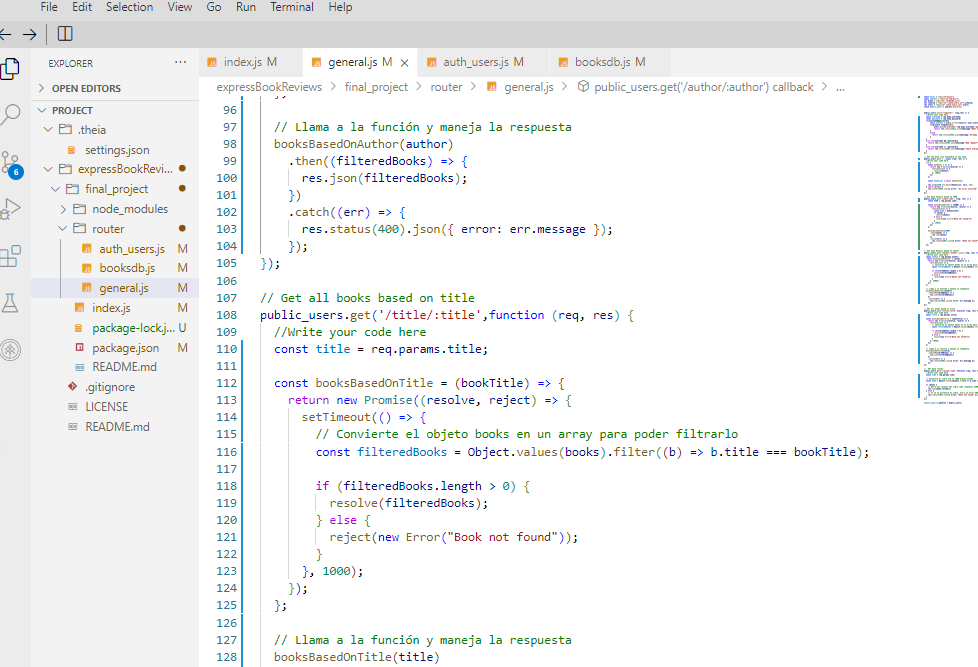 File Edit Selection View Go Run Terminal Help
EXPLORER
OPEN EDITORS
PROJECT
.theia
settings.json
expressBookRevi...
final_project
node_modules
router
auth_users.js M
booksdb.js M
general.js M
index.js M
package-lock.j... U
package.json M
README.md
.gitignore
LICENSE
README.md
6
index.js M general.js M auth_users.js M booksdb.js M
expressBookReviews > final_project > router > general.js > public_users.get('/author/:author') callback > ...
96
97 // Llama a la función y maneja la respuesta
98 booksBasedOnAuthor(author)
99 .then((filteredBooks) => {
100 res.json(filteredBooks);
101 })
102 .catch((err) => {
103 res.status(400).json({ error: err.message });
104 });
105 });
106
107 // Get all books based on title
108 public_users.get('/title/:title',function (req, res) {
109 //Write your code here
110 const title = req.params.title;
111
112 const booksBasedOnTitle = (bookTitle) => {
113 return new Promise((resolve, reject) => {
114 setTimeout(() => {
115 // Convierte el objeto books en un array para poder filtrarlo
116 const filteredBooks = Object.values(books).filter((b) => b.title === bookTitle);
117
118 if (filteredBooks.length > 0) {
119 resolve(filteredBooks);
120 } else {
121 reject(new Error("Book not found"));
122 }
123 }, 1000);
124 });
125 };
126
127 // Llama a la función y maneja la respuesta
128 booksBasedOnTitle(title)